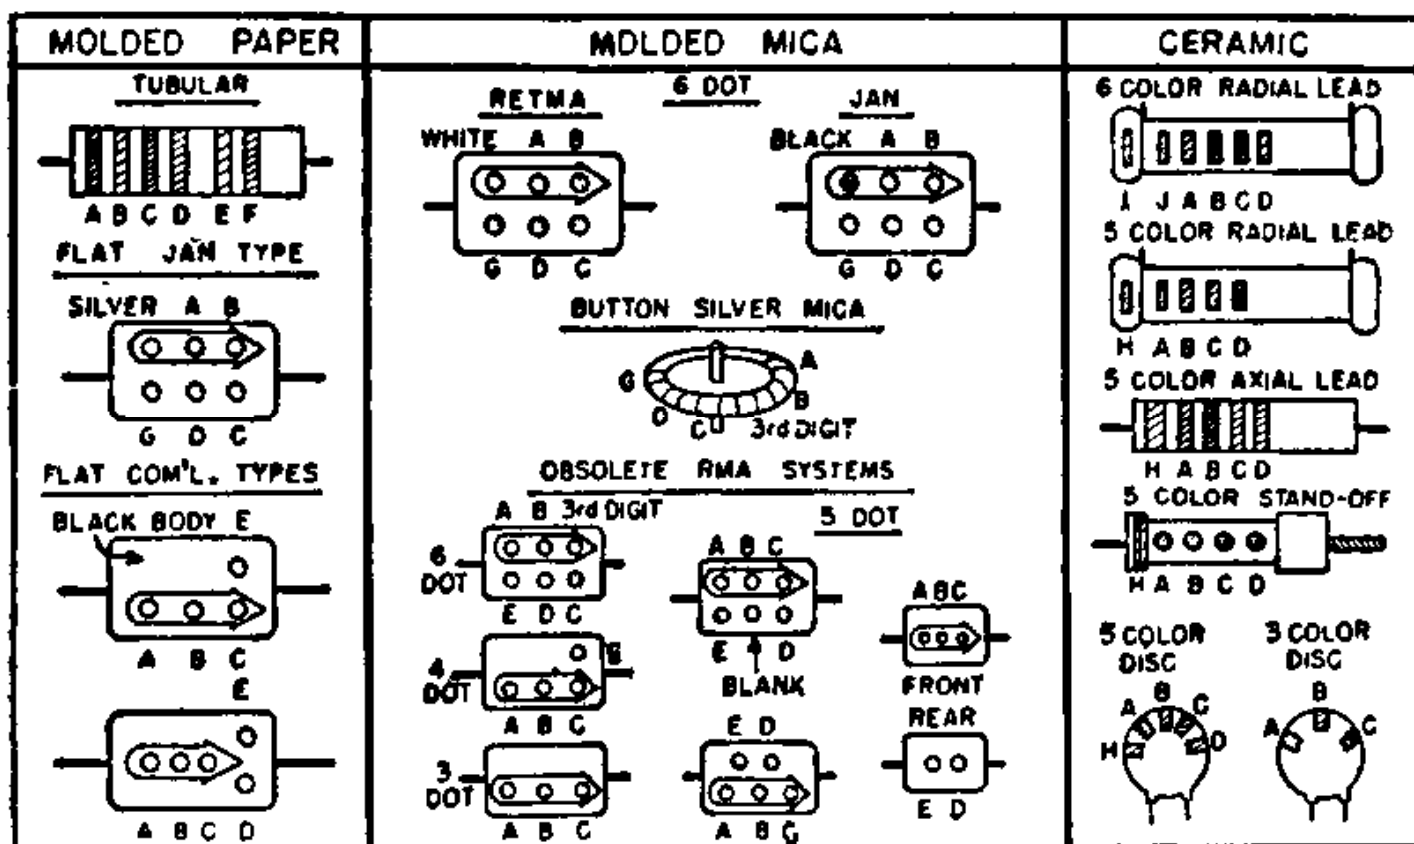 MOLDED PAPER
TUBULAR
A B C D E F
FLAT JAN TYPE
SILVER A B
G D C
FLAT COM'L. TYPES
BLACK BODY E
A B C
E
A B C D
MOLDED MICA
6 DOT
RETMA
WHITE A B
G D C
JAN
BLACK A B
G D C
BUTTON SILVER MICA
A
B
3rd DIGIT
C
D
G
OBSOLETE RMA SYSTEMS
A B 3rd DIGIT
6 DOT
E D C
4 DOT
E
A B C
3 DOT
A B C
5 DOT
A B C
E D
BLANK
E D
A B C
A B C
FRONT
REAR
E D
CERAMIC
6 COLOR RADIAL LEAD
I J A B C D
5 COLOR RADIAL LEAD
H A B C D
5 COLOR AXIAL LEAD
H A B C D
5 COLOR STAND-OFF
H A B C D
5 COLOR DISC
H A B C D
3 COLOR DISC
A B C